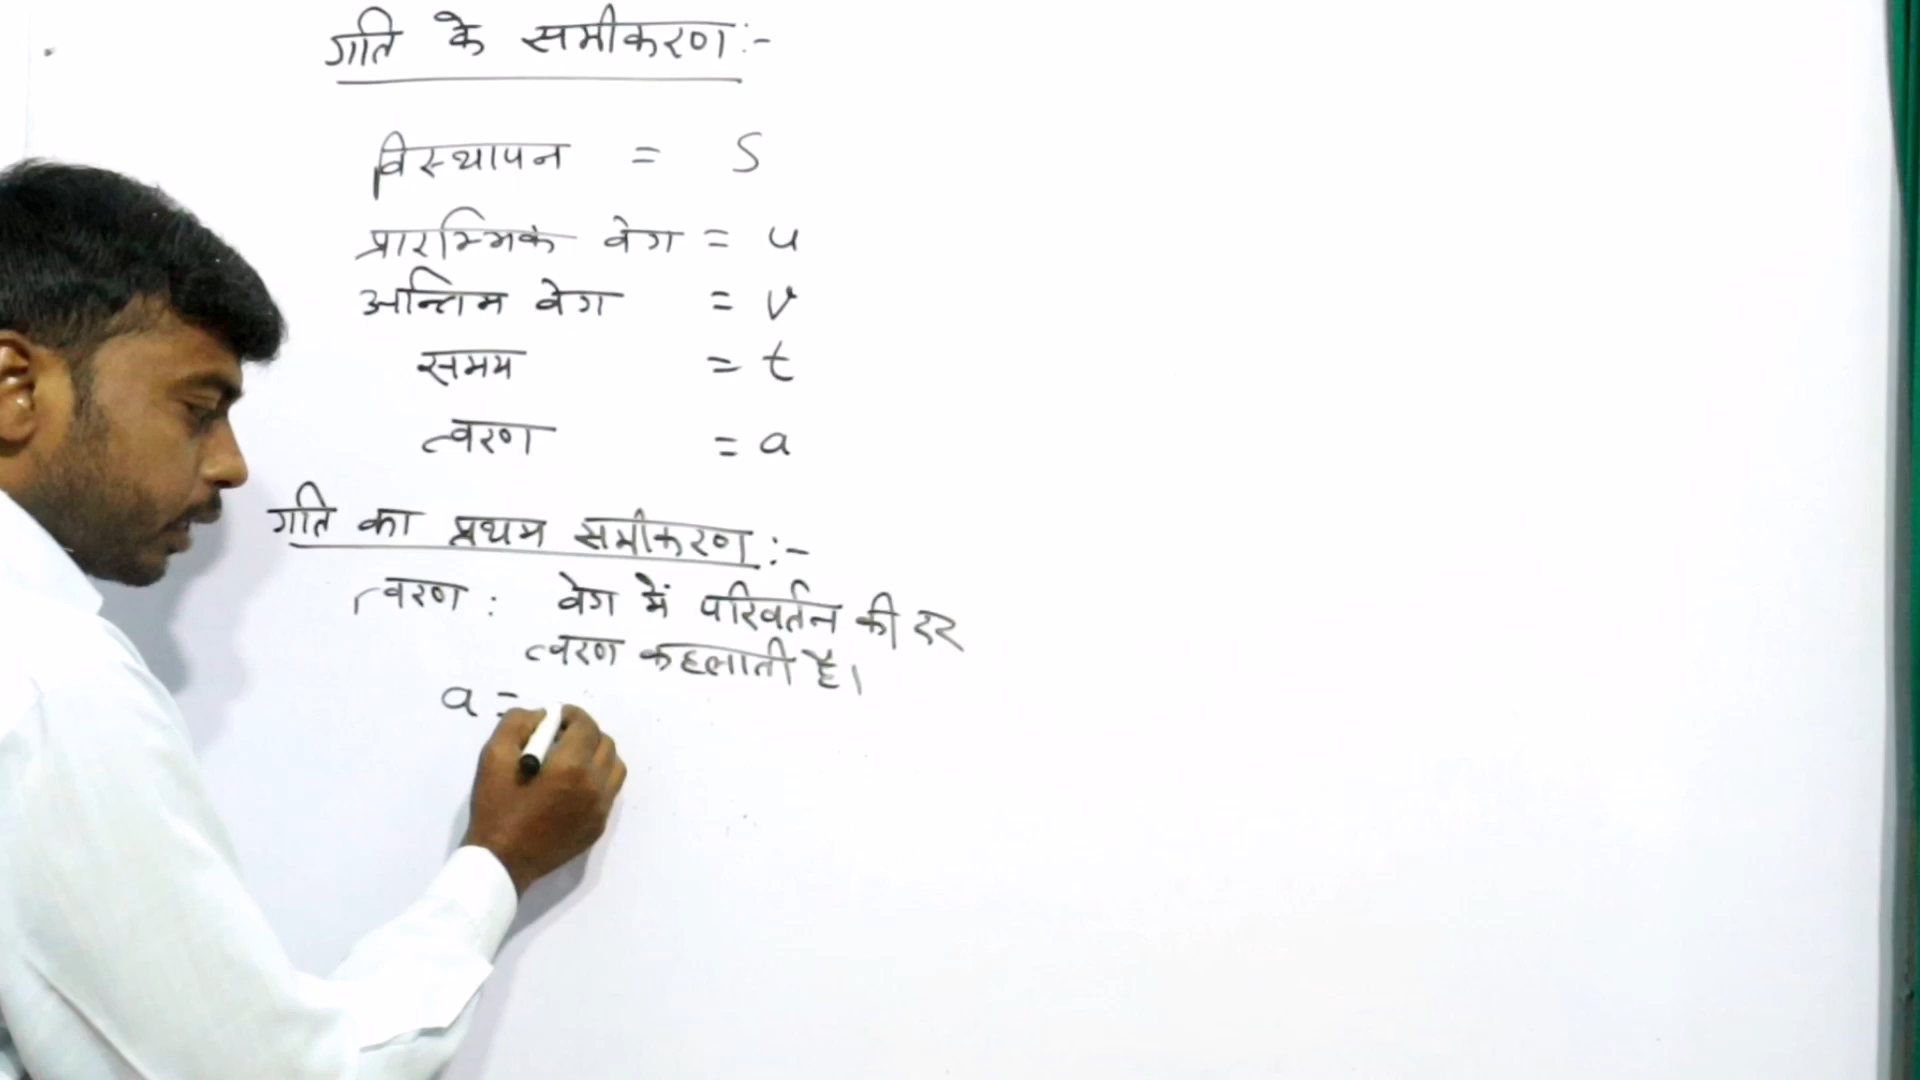 गति के समीकरण:-
विस्थापन = S
प्रारम्भिक वेग = u
अन्तिम वेग = v
समय = t
त्वरण = a
गति का प्रथम समीकरण:-
त्वरण : वेग में परिवर्तन की दर
त्वरण कहलाती है।
a =